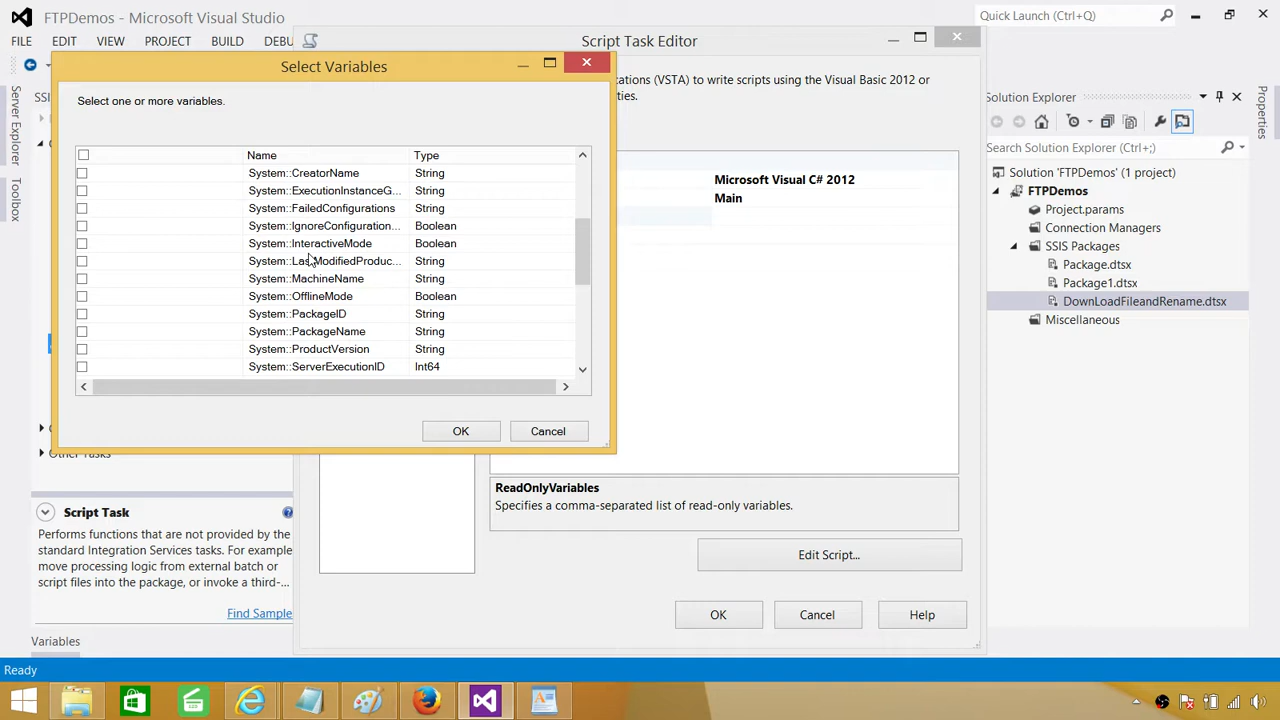 FTPDemos - Microsoft Visual Studio
Quick Launch (Ctrl+Q)
FILE EDIT VIEW PROJECT BUILD DEBU
Script Task Editor
Select Variables
Select one or more variables.
cations (VSTA) to write scripts using the Visual Basic 2012 or
ties.
Server Explorer
Toolbox
SSIS
Name Type
System::CreatorName String
System::ExecutionInstanceG... String
System::FailedConfigurations String
System::IgnoreConfiguration... Boolean
System::InteractiveMode Boolean
System::LastModifiedProduc... String
System::MachineName String
System::OfflineMode Boolean
System::PackageID String
System::PackageName String
System::ProductVersion String
System::ServerExecutionID Int64
OK Cancel
Microsoft Visual C# 2012
Main
Other Tasks
ReadOnlyVariables
Specifies a comma-separated list of read-only variables.
Edit Script...
OK Cancel Help
Script Task
Performs functions that are not provided by the
standard Integration Services tasks. For example
move processing logic from external batch or
script files into the package, or invoke a third-...
Find Sample
Variables
Solution Explorer
Search Solution Explorer (Ctrl+;)
Solution 'FTPDemos' (1 project)
FTPDemos
Project.params
Connection Managers
SSIS Packages
Package.dtsx
Package1.dtsx
DownLoadFileandRename.dtsx
Miscellaneous
Properties
Ready